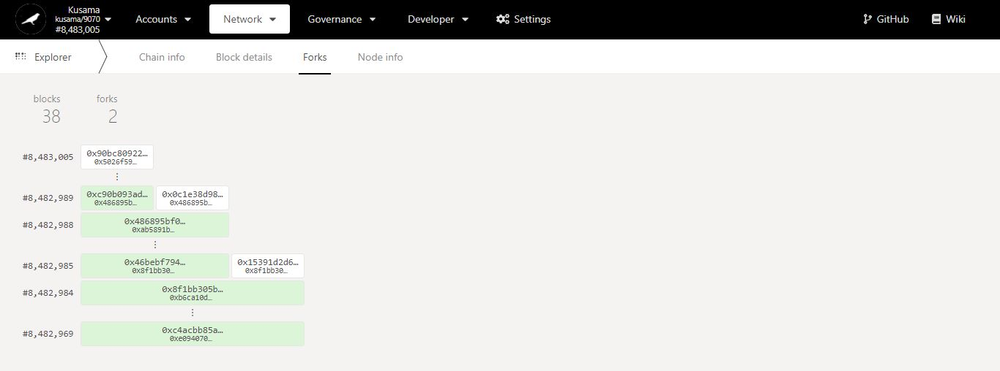 Kusama
kusama/9070
#8,483,005
Accounts
Network
Governance
Developer
Settings
GitHub
Wiki
Explorer
Chain info
Block details
Forks
Node info
blocks
38
forks
2
#8,483,005
0x90bc80922…
0x5026f59…
⋮
#8,482,989
0xc90b093ad…
0x486895b…
0x0c1e38d98…
0x486895b…
#8,482,988
0x486895bf0…
0xab5891b…
⋮
#8,482,985
0x46bebf794…
0x8f1bb30…
0x15391d2d6…
0x8f1bb30…
#8,482,984
0x8f1bb305b…
0xb6ca10d…
⋮
#8,482,969
0xc4acbb85a…
0xe094070…